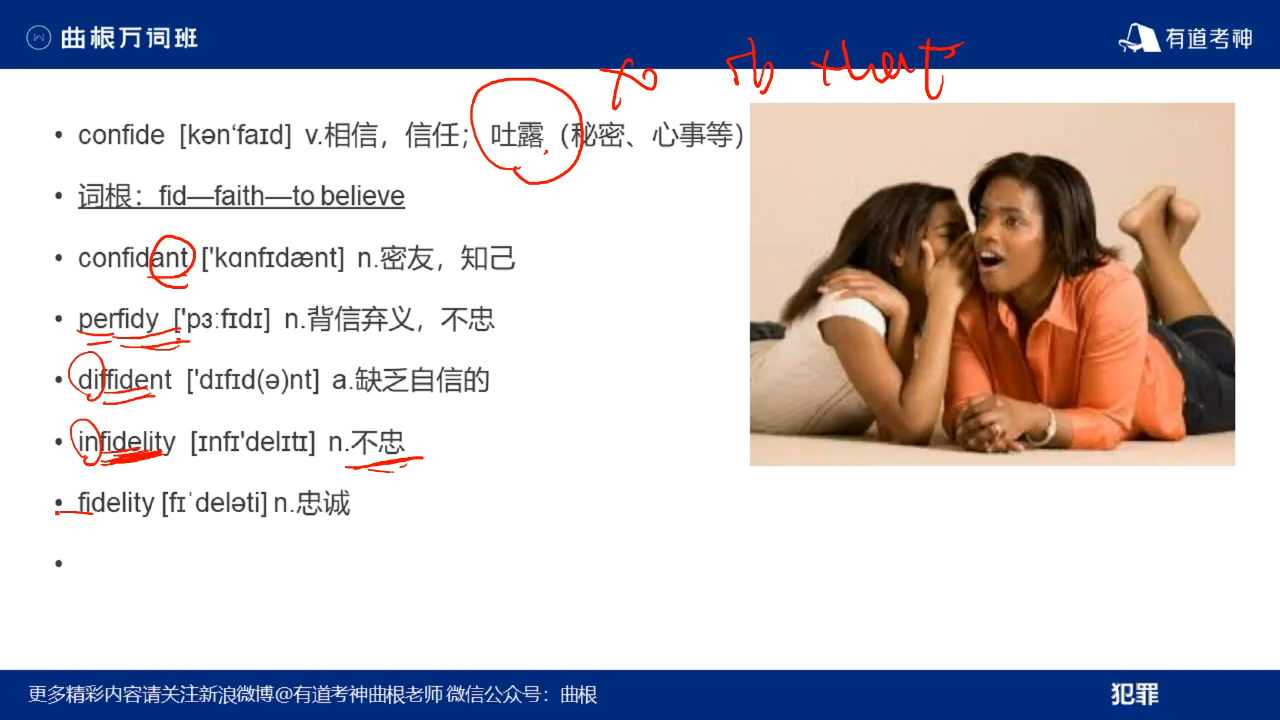 曲根万词班
有道考神
to sb that
• confide [kən'faɪd] v.相信，信任；吐露（秘密、心事等）
• 词根：fid—faith—to believe
• confidant ['kɑnfɪdænt] n.密友，知己
• perfidy ['pɜːfɪdɪ] n.背信弃义，不忠
• diffident ['dɪfɪd(ə)nt] a.缺乏自信的
• infidelity [ɪnfɪ'delɪtɪ] n.不忠
• fidelity [fɪˈdeləti] n.忠诚
•
更多精彩内容请关注新浪微博@有道考神曲根老师 微信公众号：曲根
犯罪